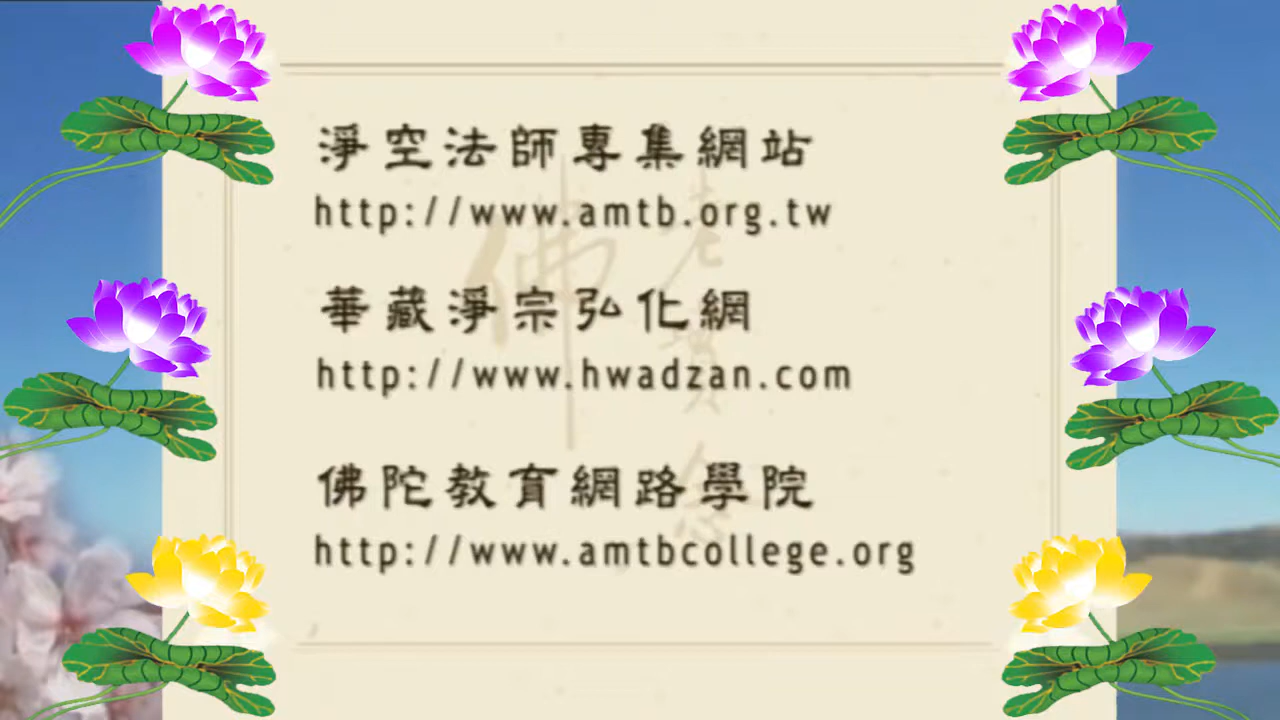 淨空法師專集網站
http://www.amtb.org.tw
華藏淨宗弘化網
http://www.hwadzan.com
佛陀教育網路學院
http://www.amtbcollege.org
佛